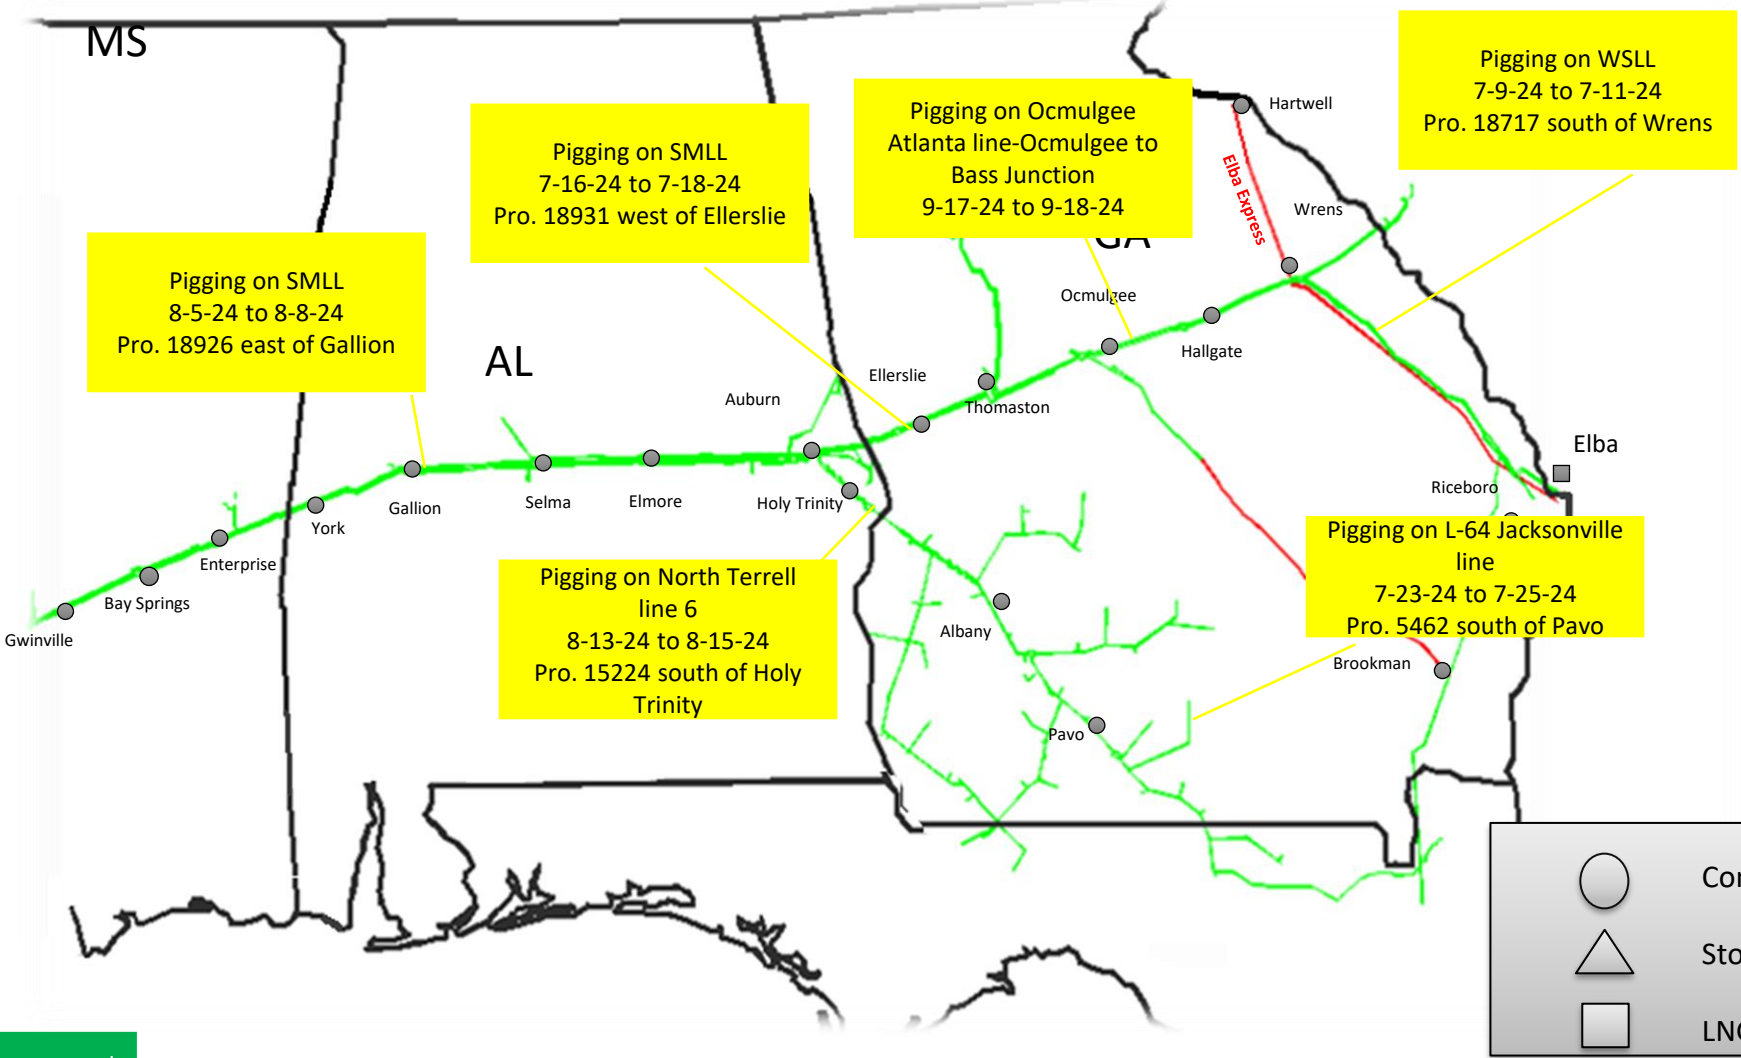 MS
Pigging on WSLL
7-9-24 to 7-11-24
Pro. 18717 south of Wrens
Pigging on Ocmulgee
Atlanta line-Ocmulgee to
Bass Junction
9-17-24 to 9-18-24
Hartwell
Pigging on SMLL
7-16-24 to 7-18-24
Pro. 18931 west of Ellerslie
Elba Express
Wrens
GA
Pigging on SMLL
8-5-24 to 8-8-24
Pro. 18926 east of Gallion
Ocmulgee
Hallgate
AL
Ellerslie
Auburn
Thomaston
Elba
Riceboro
Gallion
Selma
Elmore
Holy Trinity
York
Enterprise
Bay Springs
Gwinville
Pigging on North Terrell
line 6
8-13-24 to 8-15-24
Pro. 15224 south of Holy
Trinity
Pigging on L-64 Jacksonville
line
7-23-24 to 7-25-24
Pro. 5462 south of Pavo
Albany
Brookman
Pavo